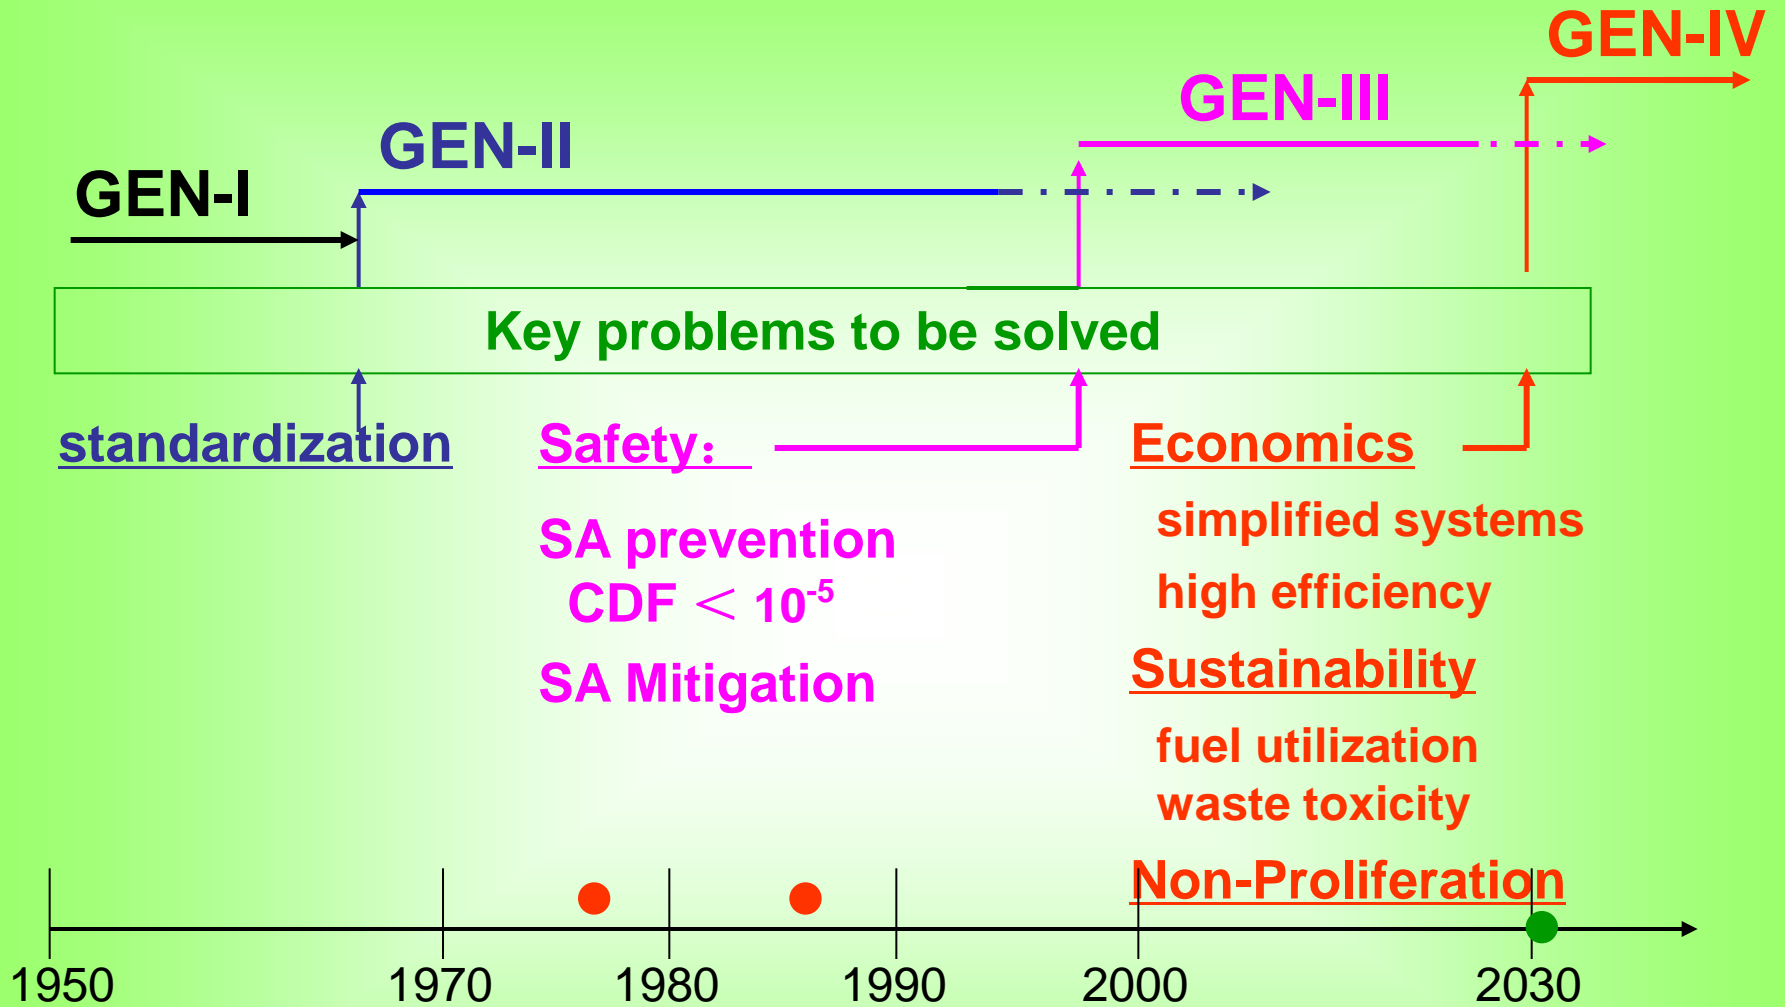 GEN-IV
GEN-III
GEN-II
GEN-I
Key problems to be solved
standardization
Safety：
SA prevention
CDF < 10⁻⁵
SA Mitigation
Economics
simplified systems
high efficiency
Sustainability
fuel utilization
waste toxicity
Non-Proliferation
1950 1970 1980 1990 2000 2030